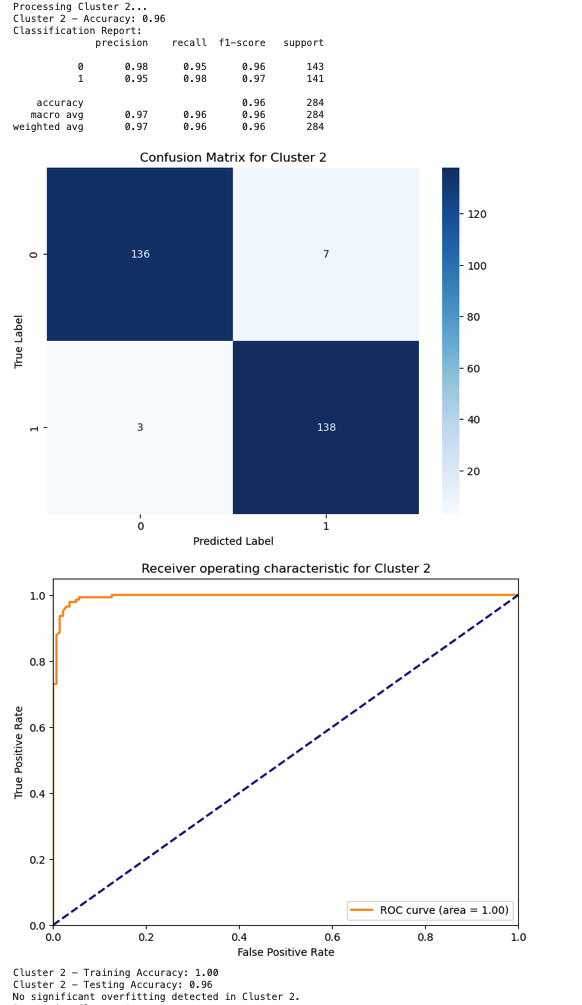 Processing Cluster 2...
Cluster 2 - Accuracy: 0.96
Classification Report:
precision recall f1-score support
0 0.98 0.95 0.96 143
1 0.95 0.98 0.97 141
accuracy 0.96 284
macro avg 0.97 0.96 0.96 284
weighted avg 0.97 0.96 0.96 284
Confusion Matrix for Cluster 2
136 7
3 138
0
1
True Label
0 1
Predicted Label
120
100
80
60
40
20
Receiver operating characteristic for Cluster 2
1.0
0.8
0.6
0.4
0.2
0.0
True Positive Rate
ROC curve (area = 1.00)
0.0 0.2 0.4 0.6 0.8 1.0
False Positive Rate
Cluster 2 - Training Accuracy: 1.00
Cluster 2 - Testing Accuracy: 0.96
No significant overfitting detected in Cluster 2.